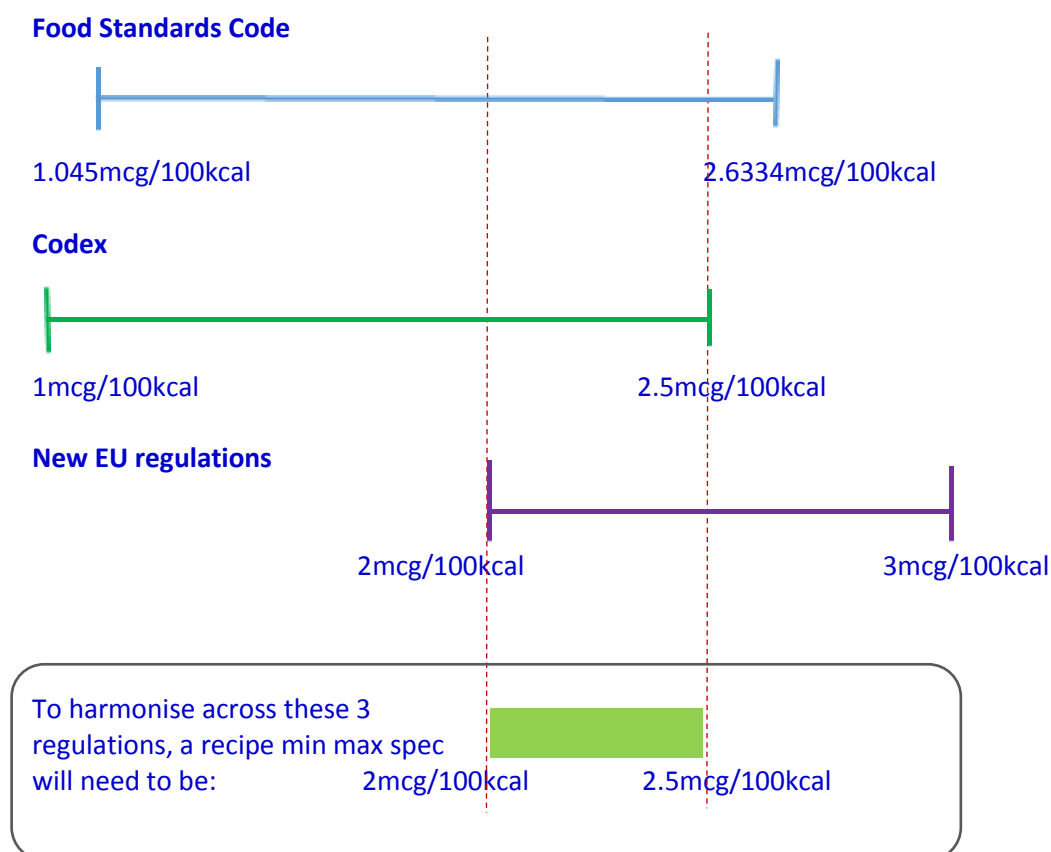 Food Standards Code
1.045mcg/100kcal
2.6334mcg/100kcal
Codex
1mcg/100kcal
2.5mcg/100kcal
New EU regulations
2mcg/100kcal
3mcg/100kcal
To harmonise across these 3
regulations, a recipe min max spec
will need to be:
2mcg/100kcal
2.5mcg/100kcal